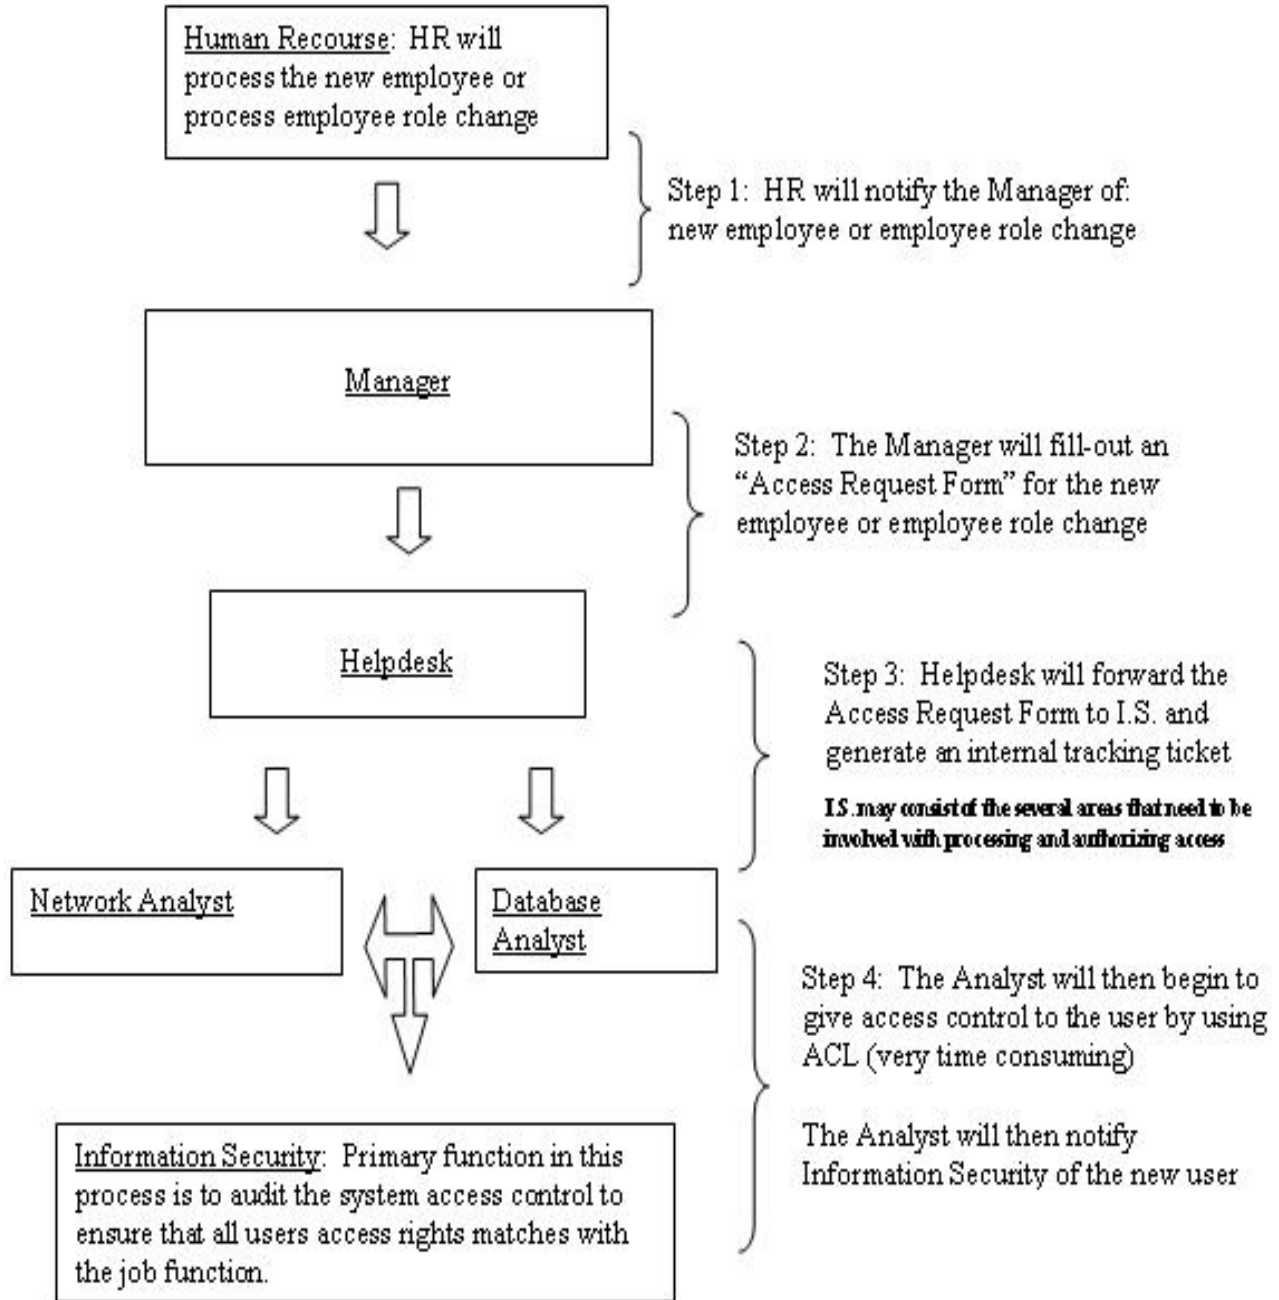 Human Recourse: HR will
process the new employee or
process employee role change
Step 1: HR will notify the Manager of:
new employee or employee role change
Manager
Step 2: The Manager will fill-out an
“Access Request Form” for the new
employee or employee role change
Helpdesk
Step 3: Helpdesk will forward the
Access Request Form to I.S. and
generate an internal tracking ticket
I.S. may consist of the several areas that need to be
involved with processing and authorizing access
Network Analyst
Database
Analyst
Step 4: The Analyst will then begin to
give access control to the user by using
ACL (very time consuming)
The Analyst will then notify
Information Security of the new user
Information Security: Primary function in this
process is to audit the system access control to
ensure that all users access rights matches with
the job function.